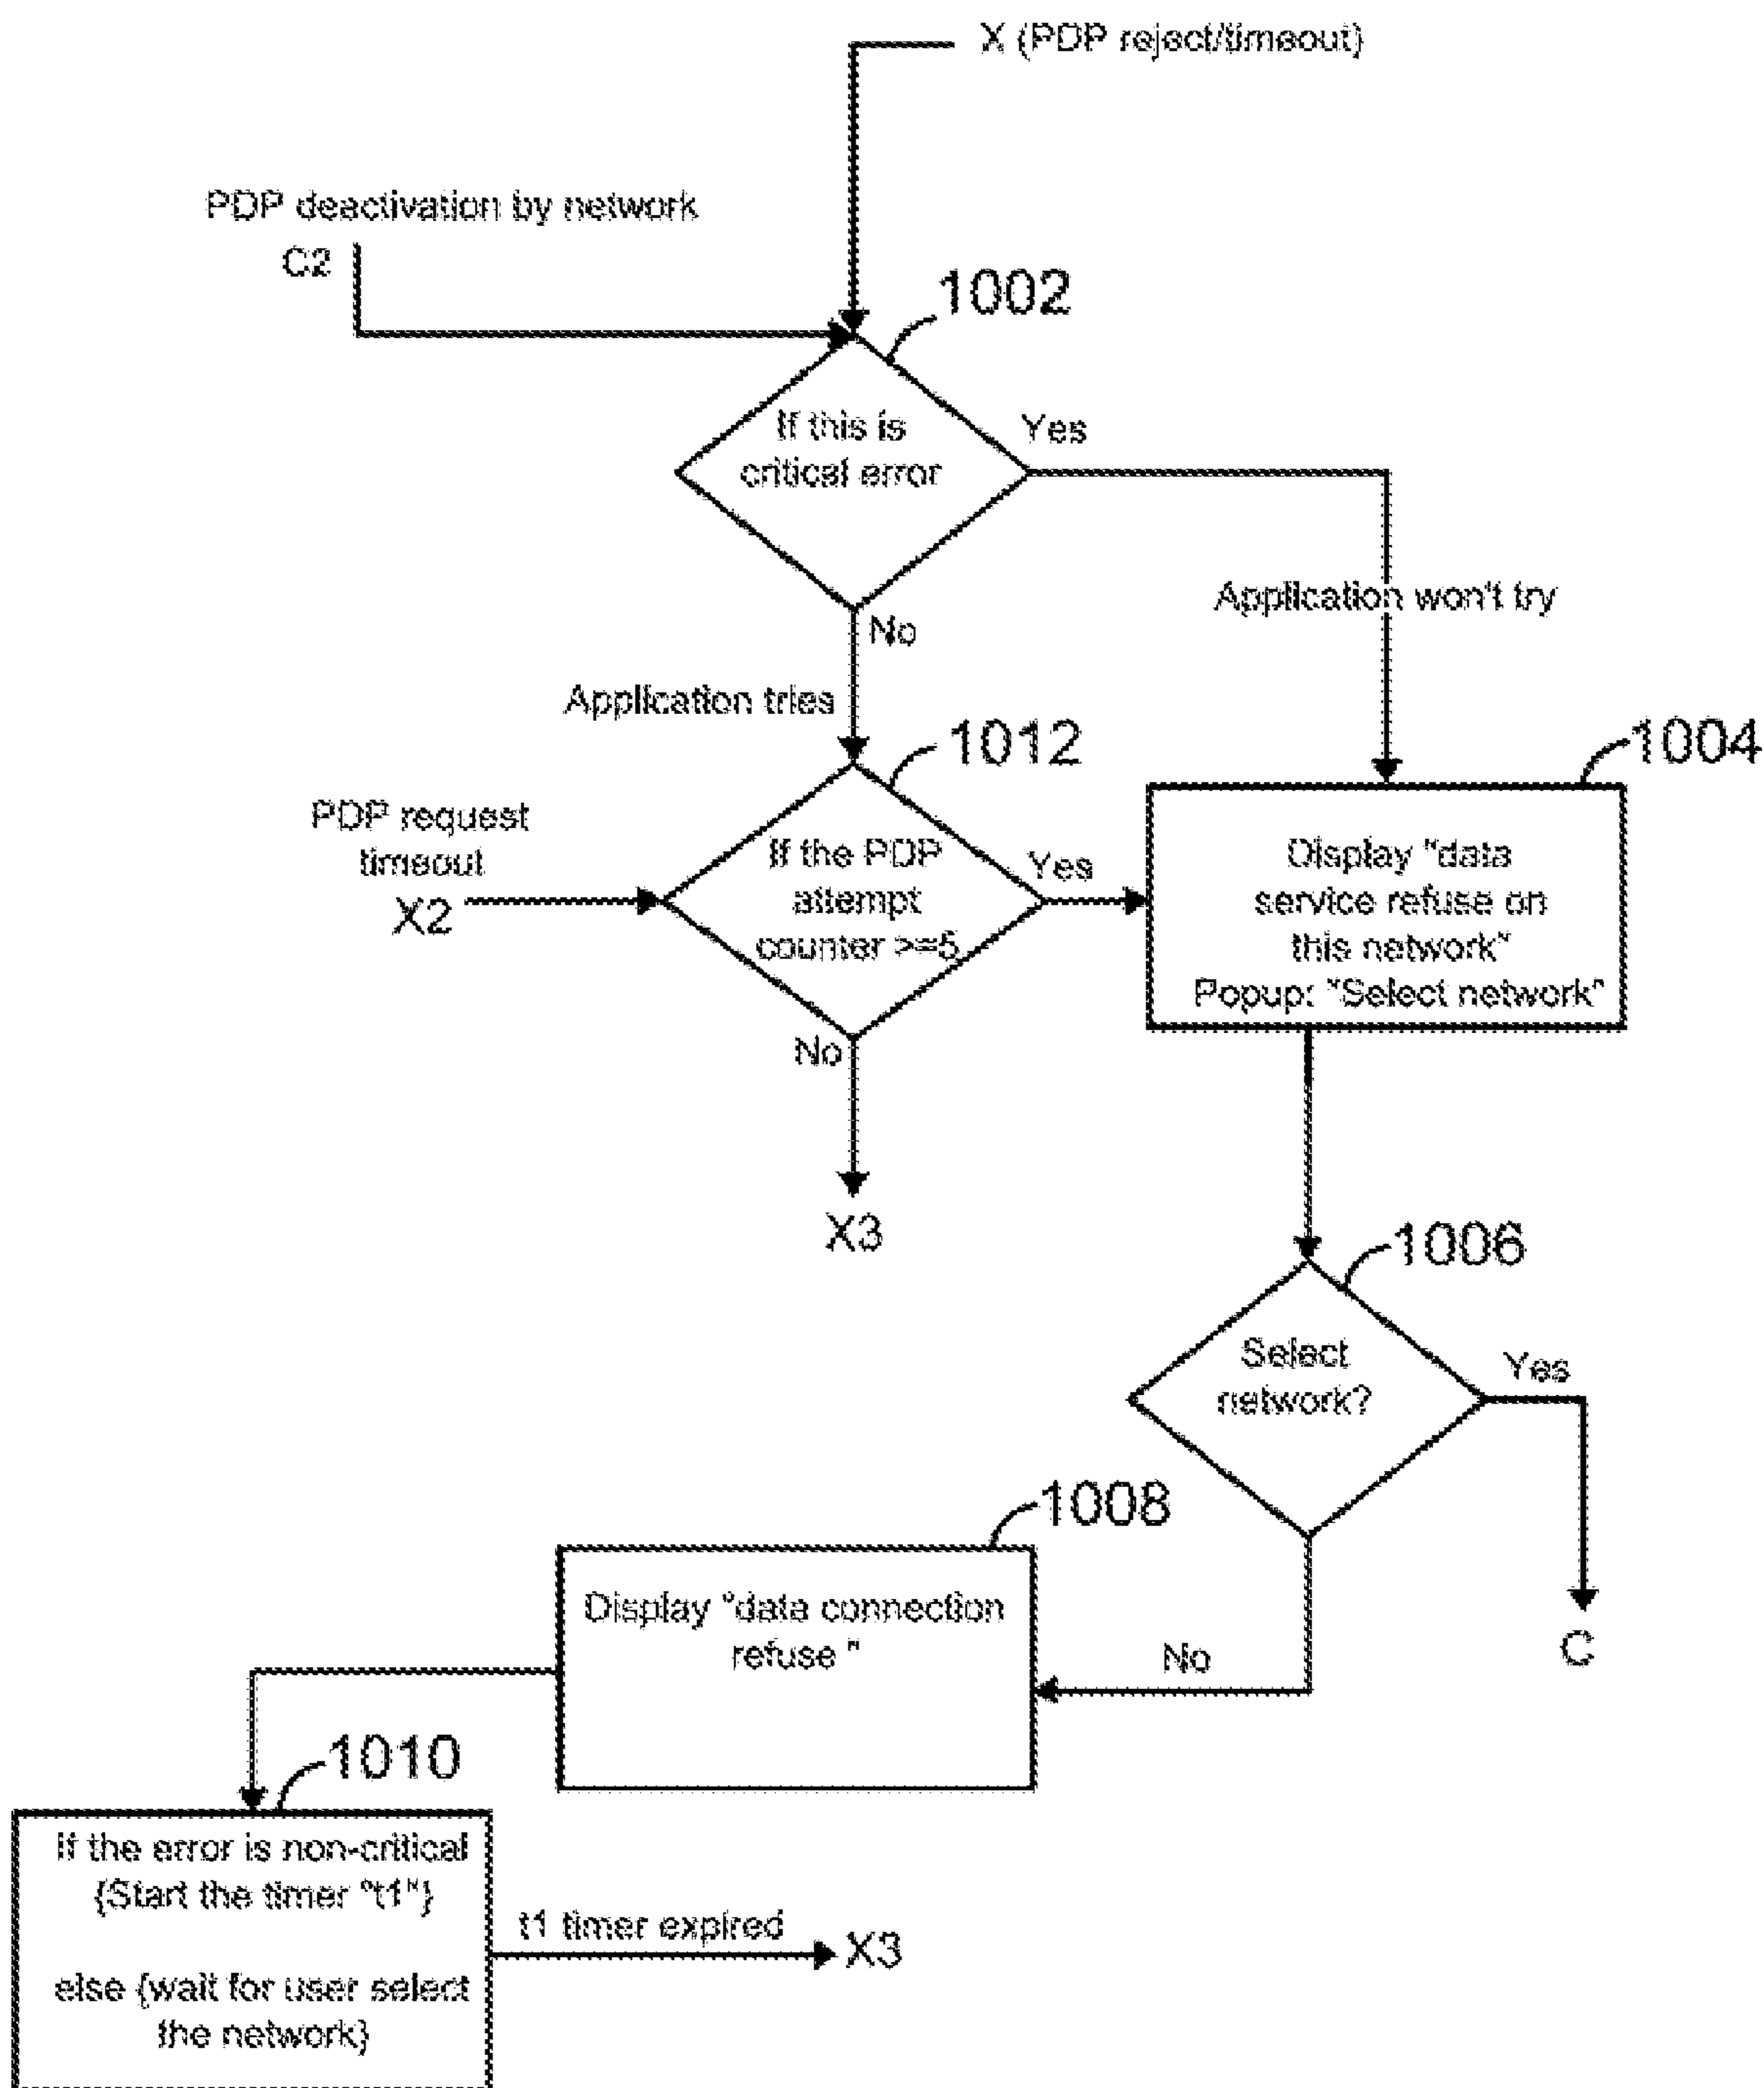 X (PDP reject/timeout)
PDP deactivation by network
C2
1002
If this is
critical error
Yes
Application won't try
No
Application tries
1012
1004
PDP request
timeout
X2
If the PDP
attempt
counter >=5
Yes
Display "data
service refuse on
this network"
Popup: "Select network"
No
X3
1006
Select
network?
Yes
C
1008
Display "data connection
refuse "
No
1010
If the error is non-critical
{Start the timer "t1"}
else {wait for user select
the network}
t1 timer expired
X3